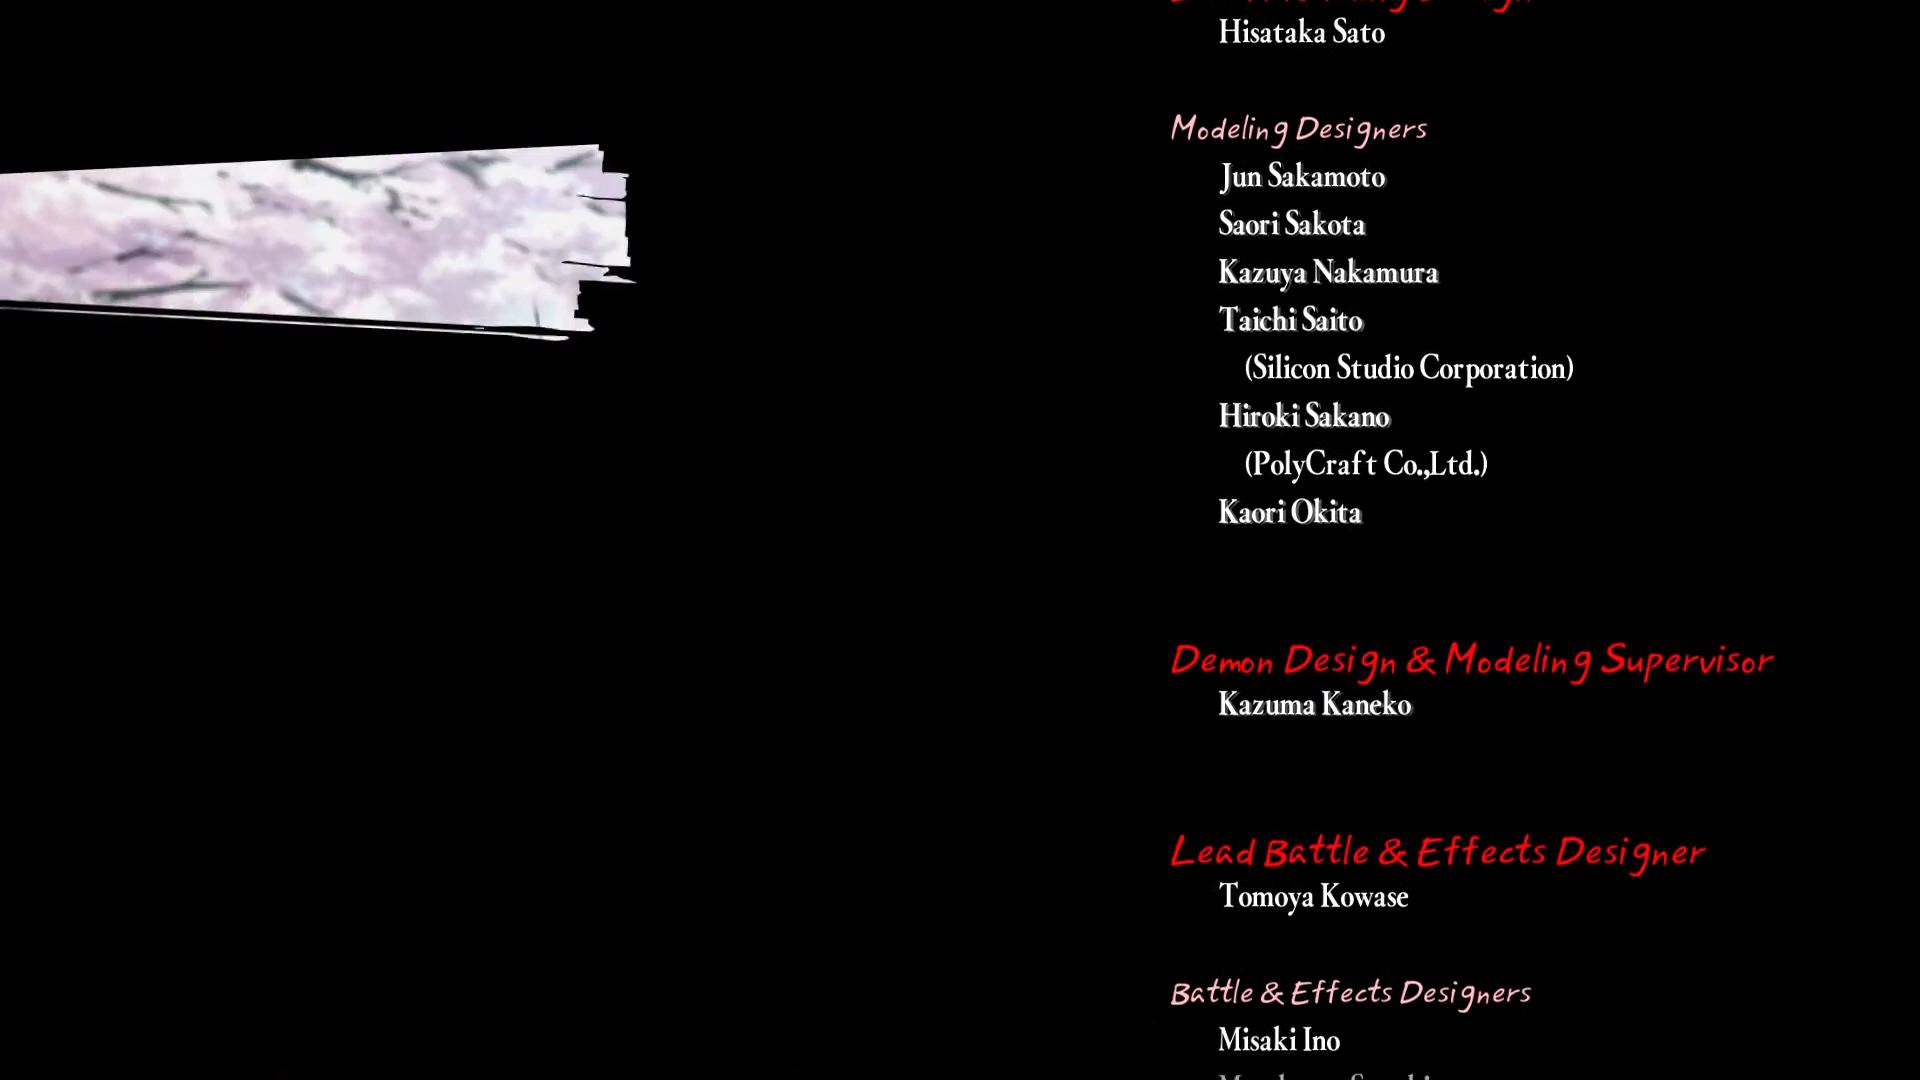 Hisataka Sato
Modeling Designers
Jun Sakamoto
Saori Sakota
Kazuya Nakamura
Taichi Saito
(Silicon Studio Corporation)
Hiroki Sakano
(PolyCraft Co.,Ltd.)
Kaori Okita
Demon Design & Modeling Supervisor
Kazuma Kaneko
Lead Battle & Effects Designer
Tomoya Kowase
Battle & Effects Designers
Misaki Ino